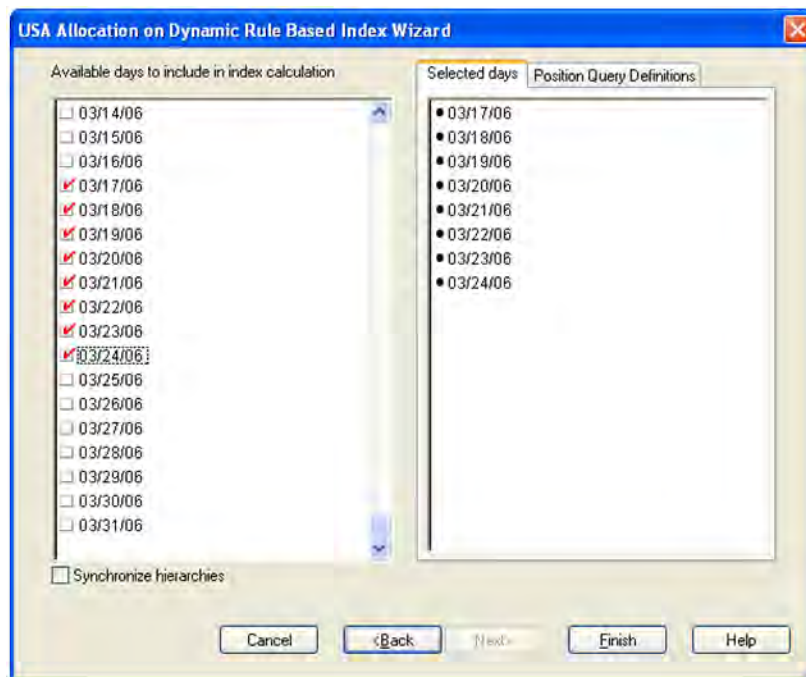 USA Allocation on Dynamic Rule Based Index Wizard
Available days to include in index calculation
03/14/06
03/15/06
03/16/06
03/17/06
03/18/06
03/19/06
03/20/06
03/21/06
03/22/06
03/23/06
03/24/06
03/25/06
03/26/06
03/27/06
03/28/06
03/29/06
03/30/06
03/31/06
Synchronize hierarchies
Selected days
Position Query Definitions
03/17/06
03/18/06
03/19/06
03/20/06
03/21/06
03/22/06
03/23/06
03/24/06
Cancel
<Back
Next>
Finish
Help